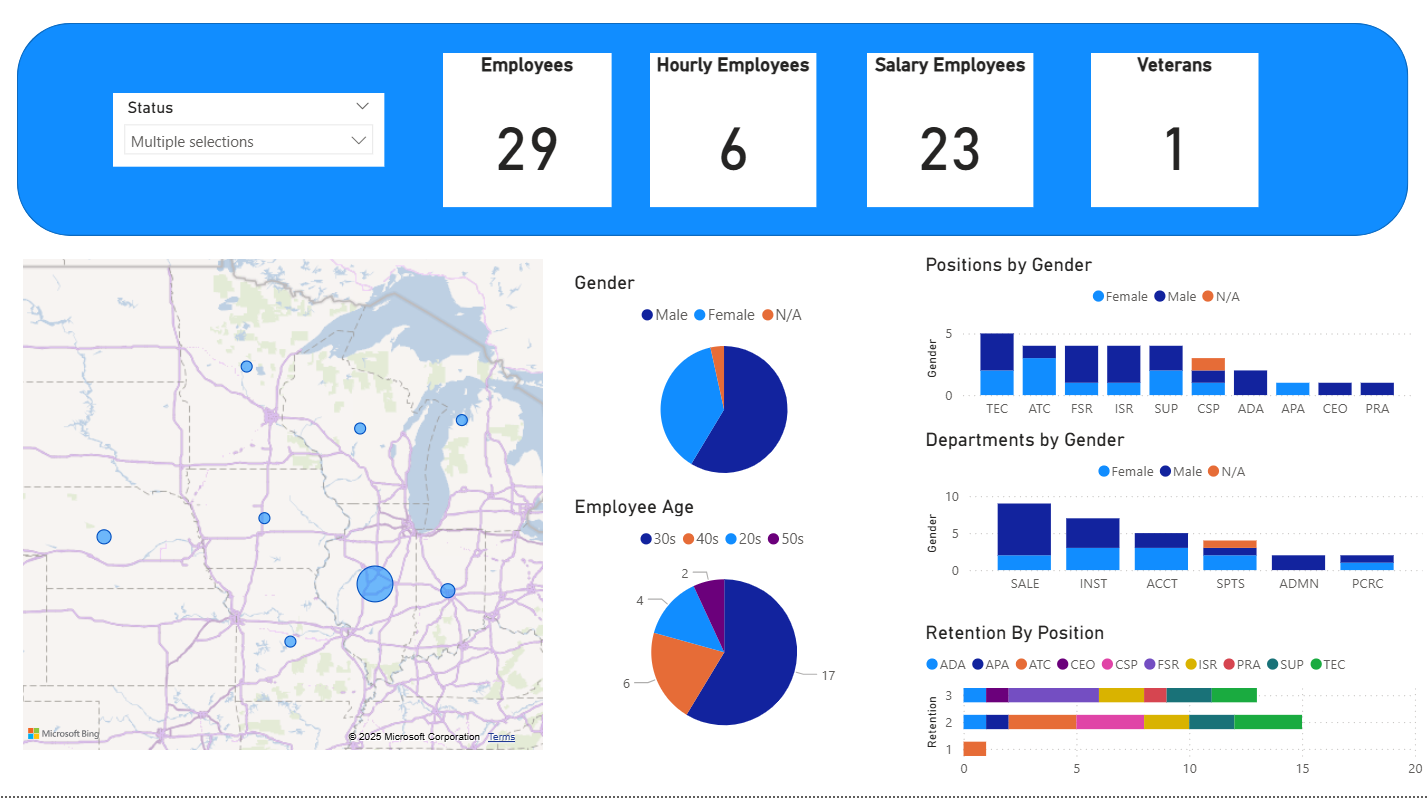 Employees
Hourly Employees
Salary Employees
Veterans
Status
Multiple selections
29
6
23
1
Microsoft Bing
© 2025 Microsoft Corporation Terms
Gender
Male Female N/A
Employee Age
30s 40s 20s 50s
2
4
6
17
Positions by Gender
Female Male N/A
Gender
5
0
TEC ATC FSR ISR SUP CSP ADA APA CEO PRA
Departments by Gender
Female Male N/A
Gender
10
5
0
SALE INST ACCT SPTS ADMN PCRC
Retention By Position
ADA APA ATC CEO CSP FSR ISR PRA SUP TEC
Retention
3
2
1
0 5 10 15 20